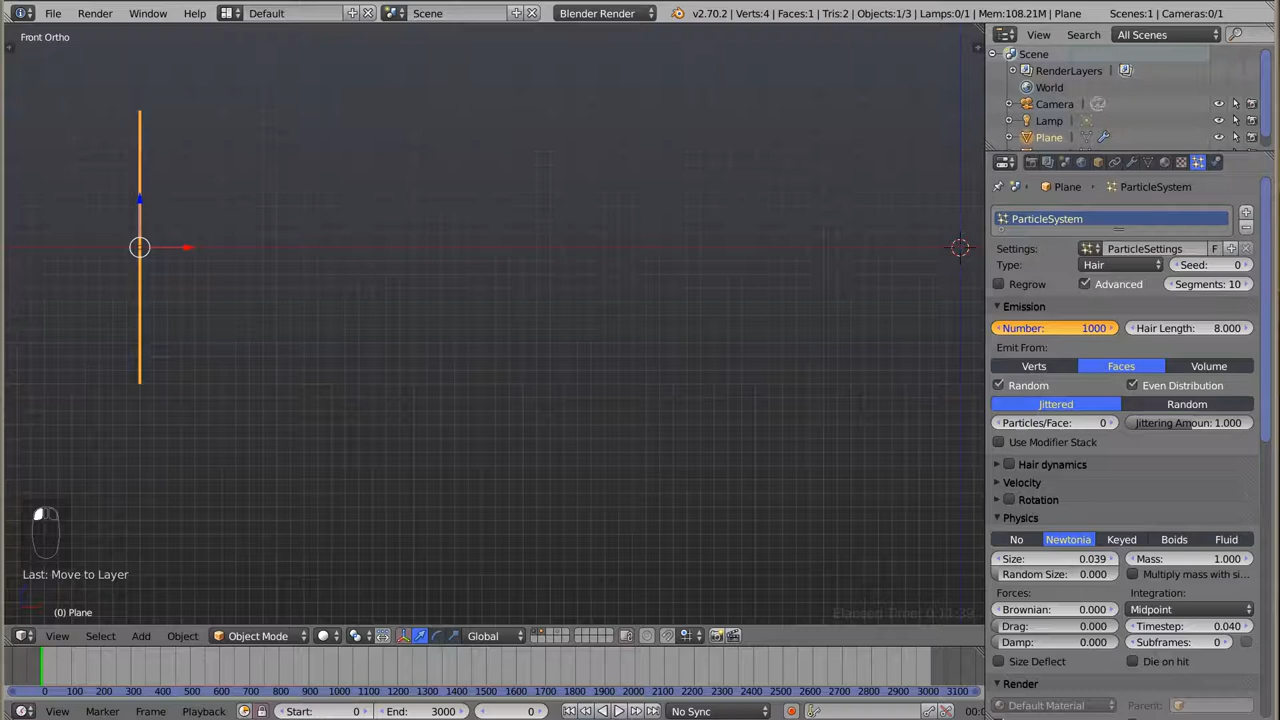 File Render Window Help Default Scene Blender Render v2.70.2 | Verts:4 | Faces:1 | Tris:2 | Objects:1/3 | Lamps:0/1 | Mem:108.21M | Plane Scenes:1 | Cameras:0/1
Front Ortho
View Search All Scenes
Scene
RenderLayers
World
Camera
Lamp
Plane
Plane ParticleSystem
ParticleSystem
Settings: ParticleSettings F
Type: Hair Seed: 0
Regrow Advanced Segments: 10
Emission
Number: 1000 Hair Length: 8.000
Emit From:
Verts Faces Volume
Random Even Distribution
Jittered Random
Particles/Face: 0 Jittering Amoun: 1.000
Use Modifier Stack
Hair dynamics
Velocity
Rotation
Physics
No Newtonia Keyed Boids Fluid
Size: 0.039 Mass: 1.000
Random Size: 0.000 Multiply mass with si...
Forces: Integration:
Brownian: 0.000 Midpoint
Drag: 0.000 Timestep: 0.040
Damp: 0.000 Subframes: 0
Size Deflect Die on hit
Render
Default Material Parent:
Last: Move to Layer
(0) Plane
Elapsed Time: 0:11:39
View Select Add Object Object Mode Global
0 100 200 300 400 500 600 700 800 900 1000 1100 1200 1300 1400 1500 1600 1700 1800 1900 2000 2100 2200 2300 2400 2500 2600 2700 2800 2900 3000 3100
View Marker Frame Playback Start: 0 End: 3000 0 No Sync